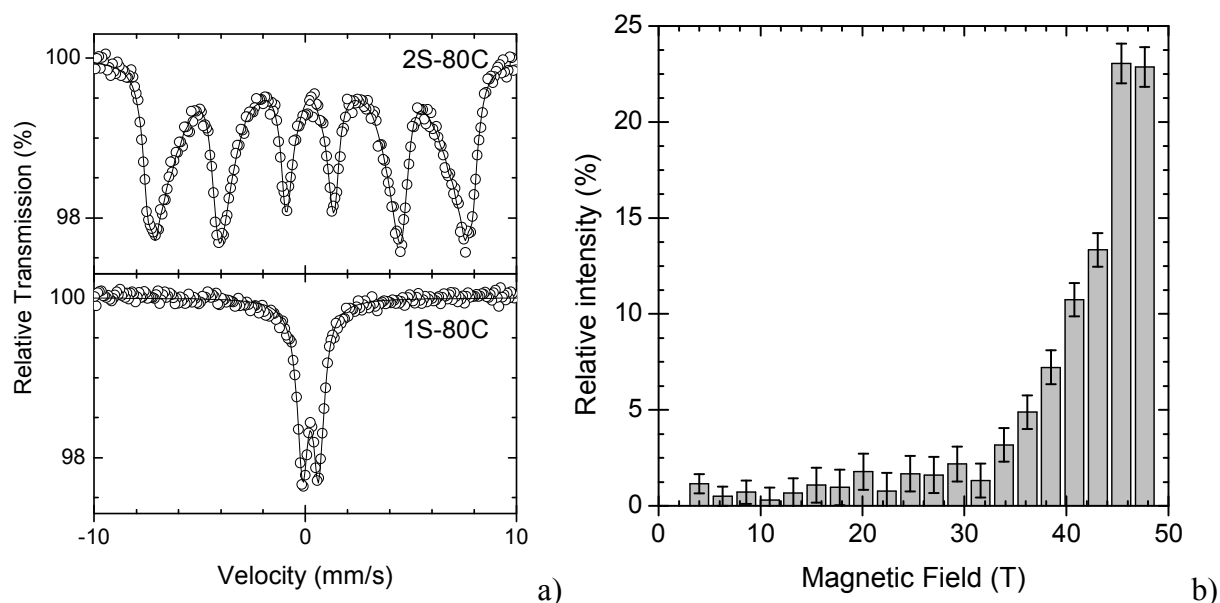 100
98
2S-80C
100
98
1S-80C
-10 0 10
Relative Transmission (%)
Velocity (mm/s)
a)
25
20
15
10
5
0
0 10 20 30 40 50
Relative intensity (%)
Magnetic Field (T)
b)